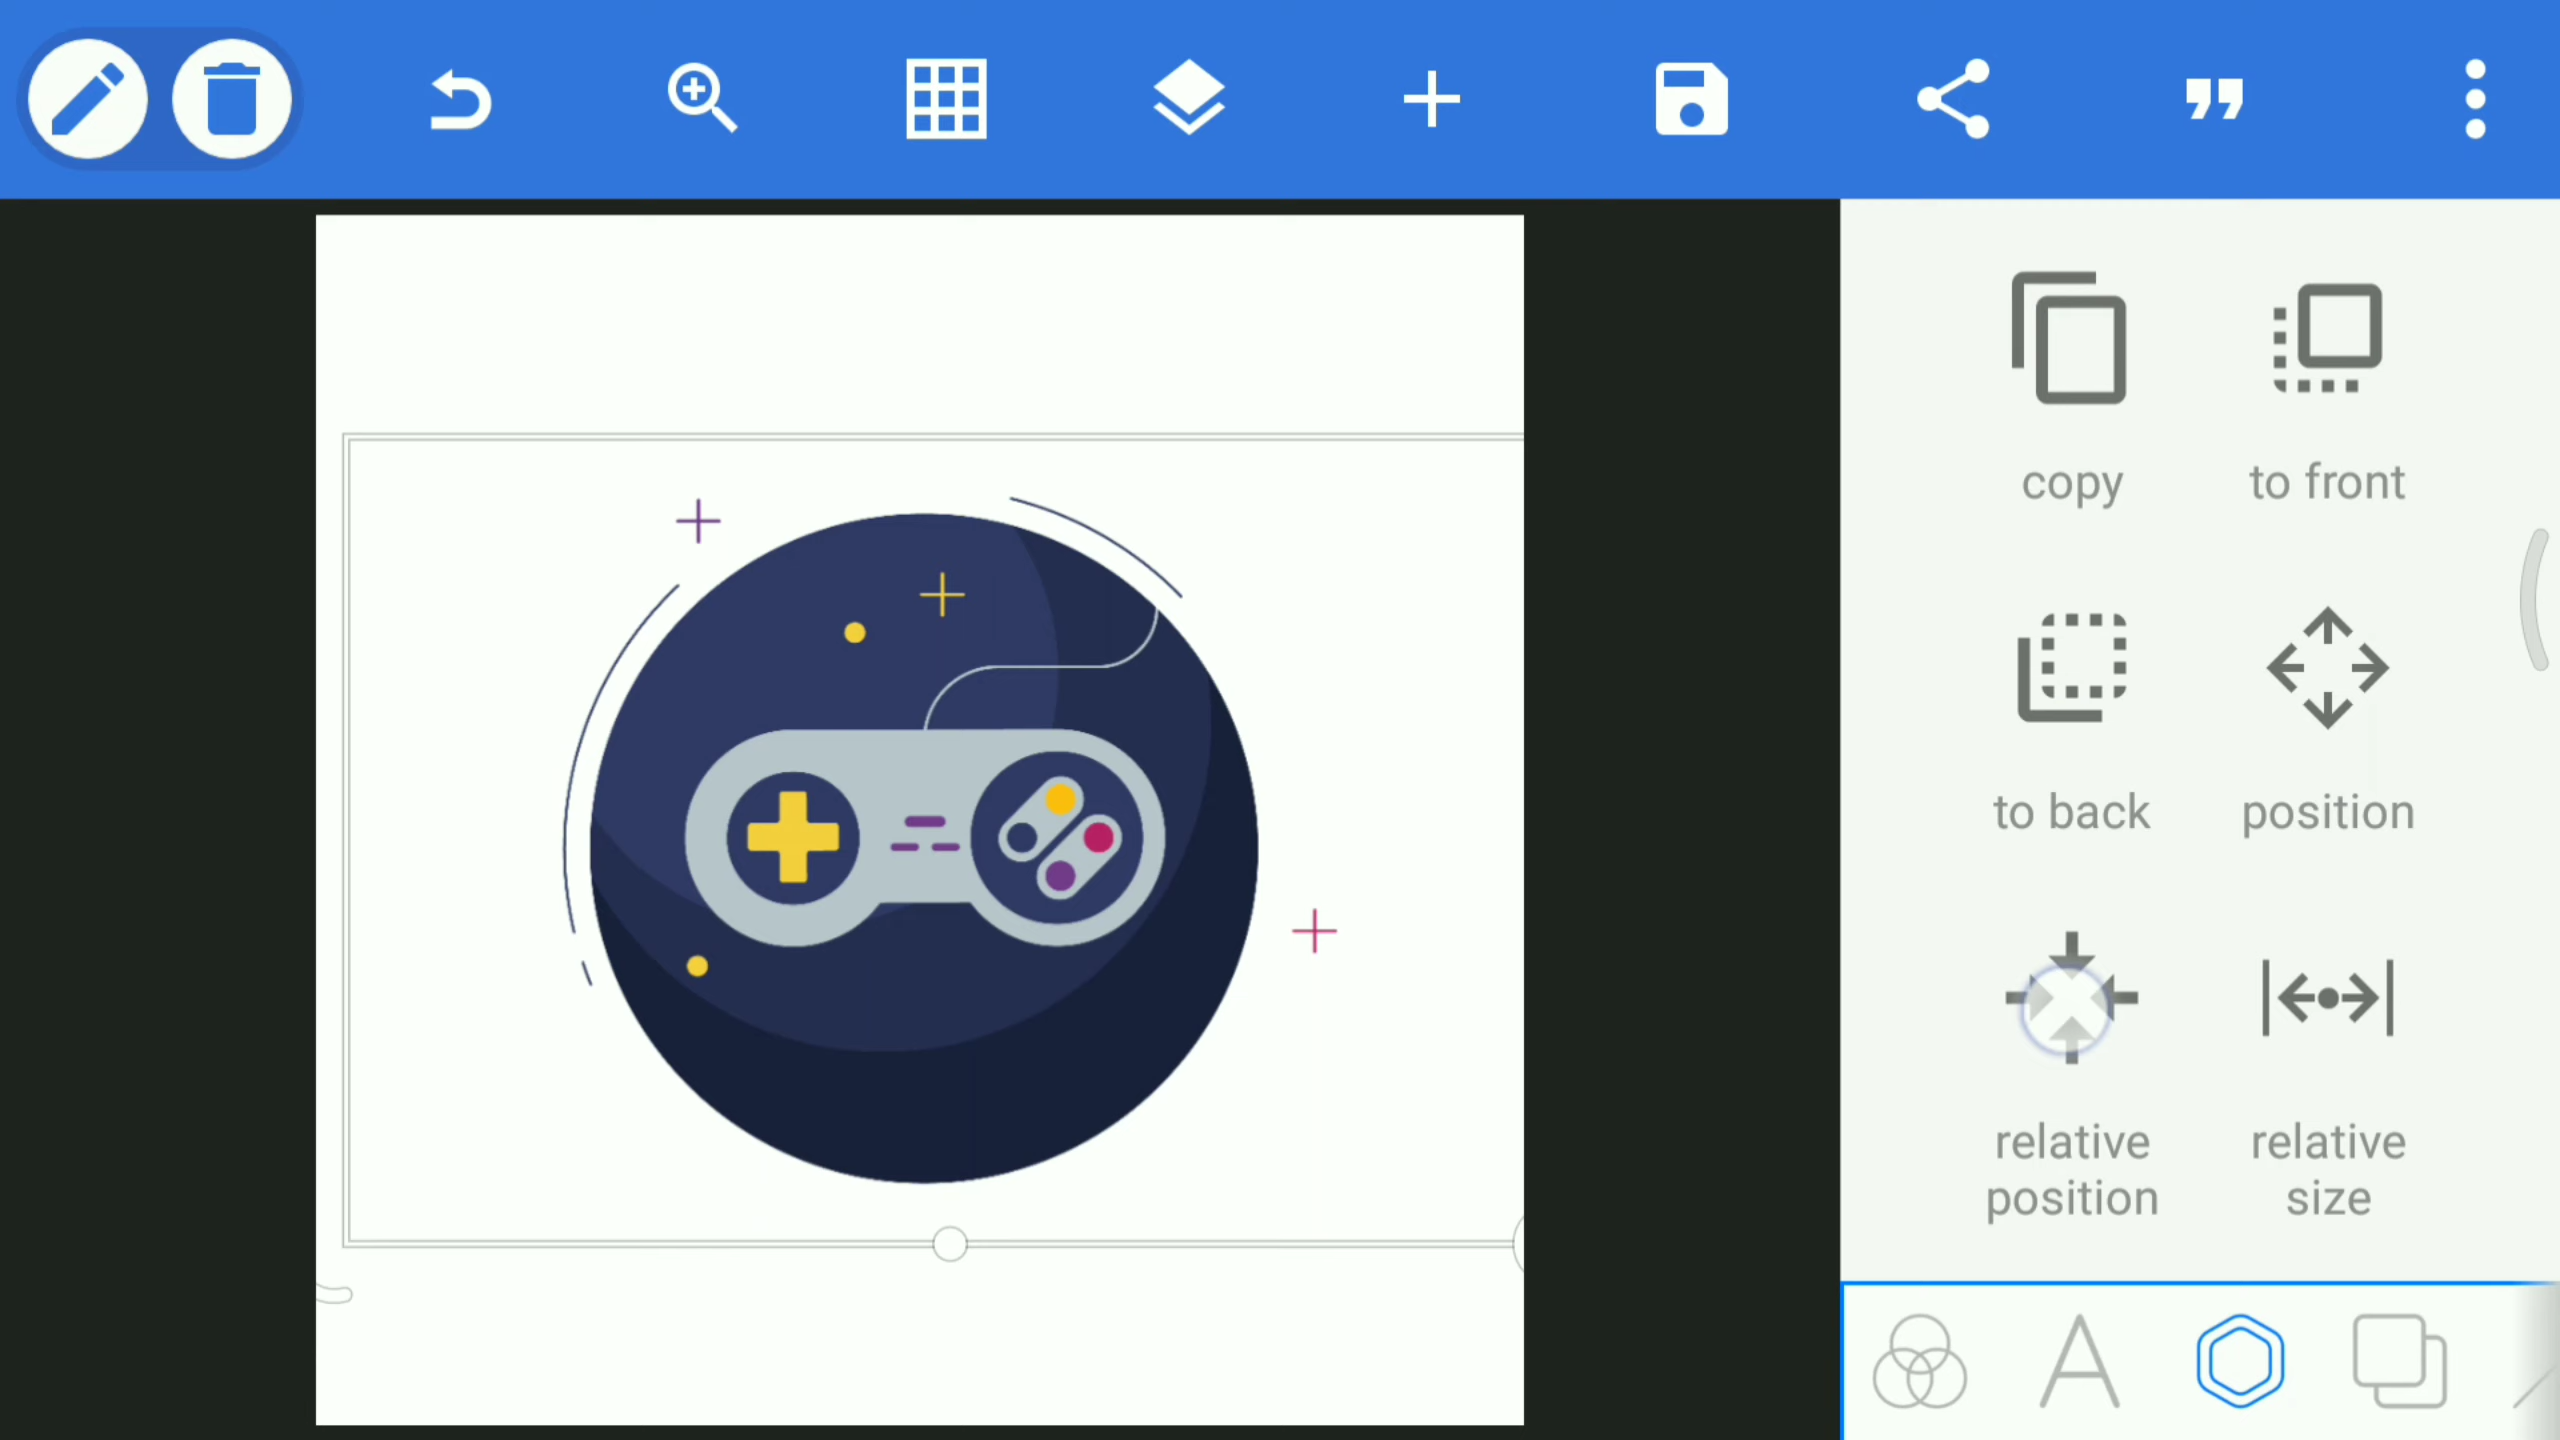 copy
to front
to back
position
relative
position
relative
size